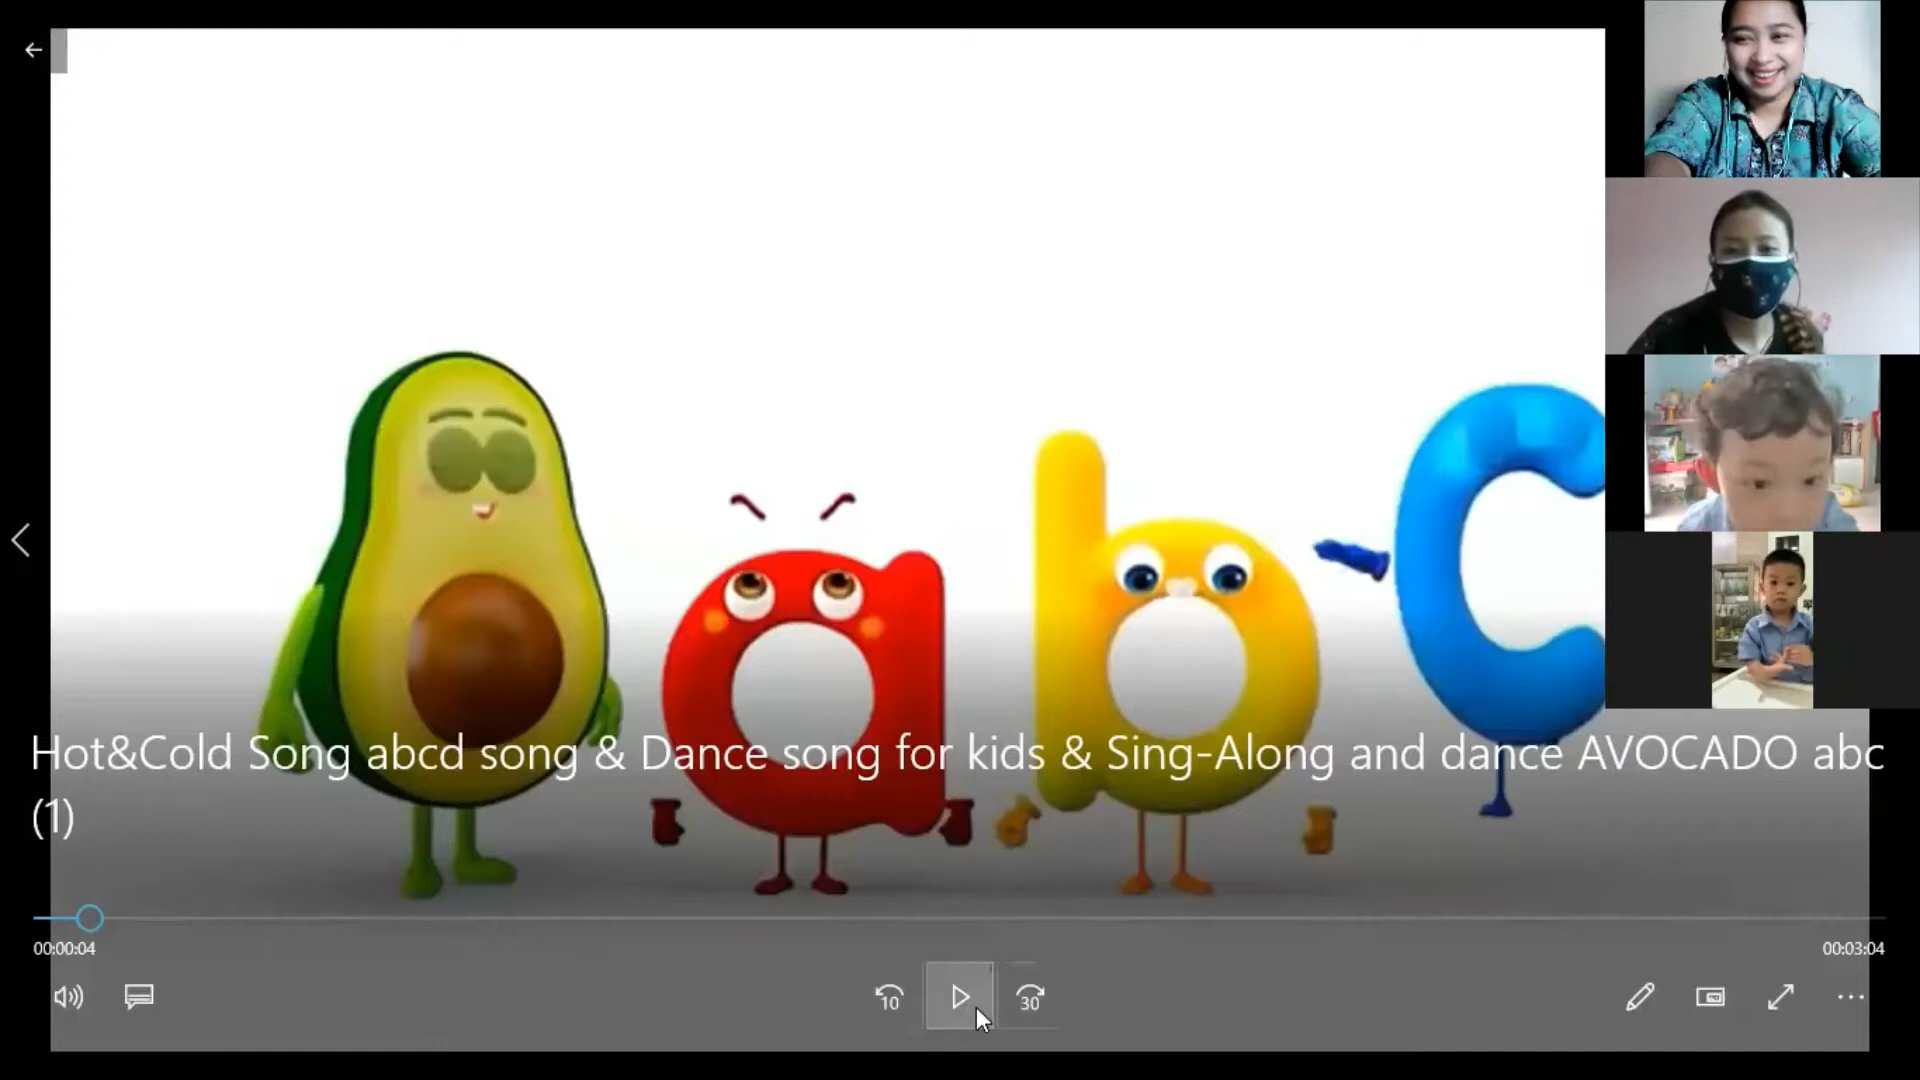 a b c
Hot&Cold Song abcd song & Dance song for kids & Sing-Along and dance AVOCADO abc
(1)
00:00:04
00:03:04
10
30